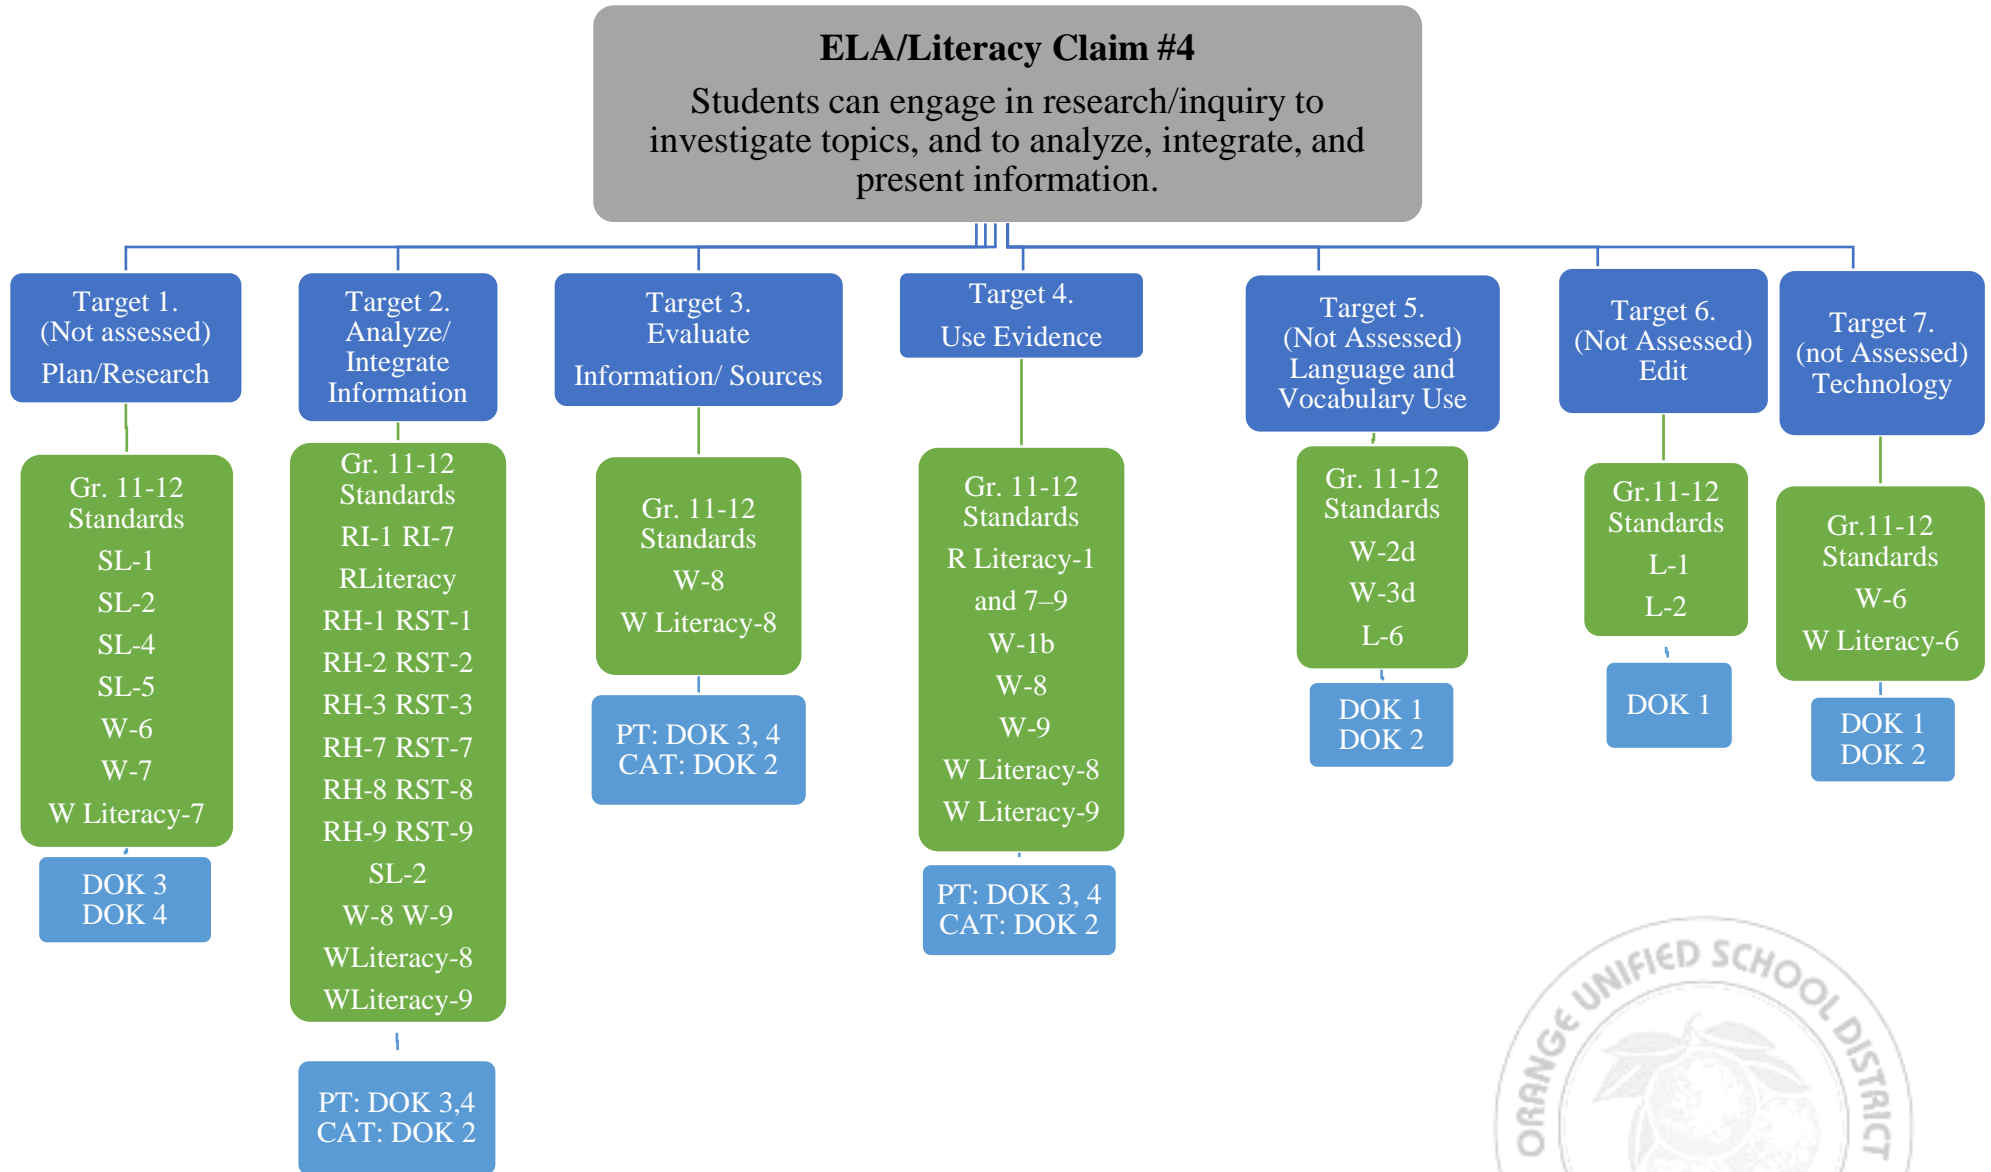 ELA/Literacy Claim #4
Students can engage in research/inquiry to
investigate topics, and to analyze, integrate, and
present information.
Target 1.
(Not assessed)
Plan/Research
Gr. 11-12
Standards
SL-1
SL-2
SL-4
SL-5
W-6
W-7
W Literacy-7
DOK 3
DOK 4
Target 2.
Analyze/
Integrate
Information
Gr. 11-12
Standards
RI-1 RI-7
RLiteracy
RH-1 RST-1
RH-2 RST-2
RH-3 RST-3
RH-7 RST-7
RH-8 RST-8
RH-9 RST-9
SL-2
W-8 W-9
WLiteracy-8
WLiteracy-9
PT: DOK 3,4
CAT: DOK 2
Target 3.
Evaluate
Information/ Sources
Gr. 11-12
Standards
W-8
W Literacy-8
PT: DOK 3, 4
CAT: DOK 2
Target 4.
Use Evidence
Gr. 11-12
Standards
R Literacy-1
and 7–9
W-1b
W-8
W-9
W Literacy-8
W Literacy-9
PT: DOK 3, 4
CAT: DOK 2
Target 5.
(Not Assessed)
Language and
Vocabulary Use
Gr. 11-12
Standards
W-2d
W-3d
L-6
DOK 1
DOK 2
Target 6.
(Not Assessed)
Edit
Gr.11-12
Standards
L-1
L-2
DOK 1
Target 7.
(not Assessed)
Technology
Gr.11-12
Standards
W-6
W Literacy-6
DOK 1
DOK 2
ORANGE UNIFIED SCHOOL DISTRICT